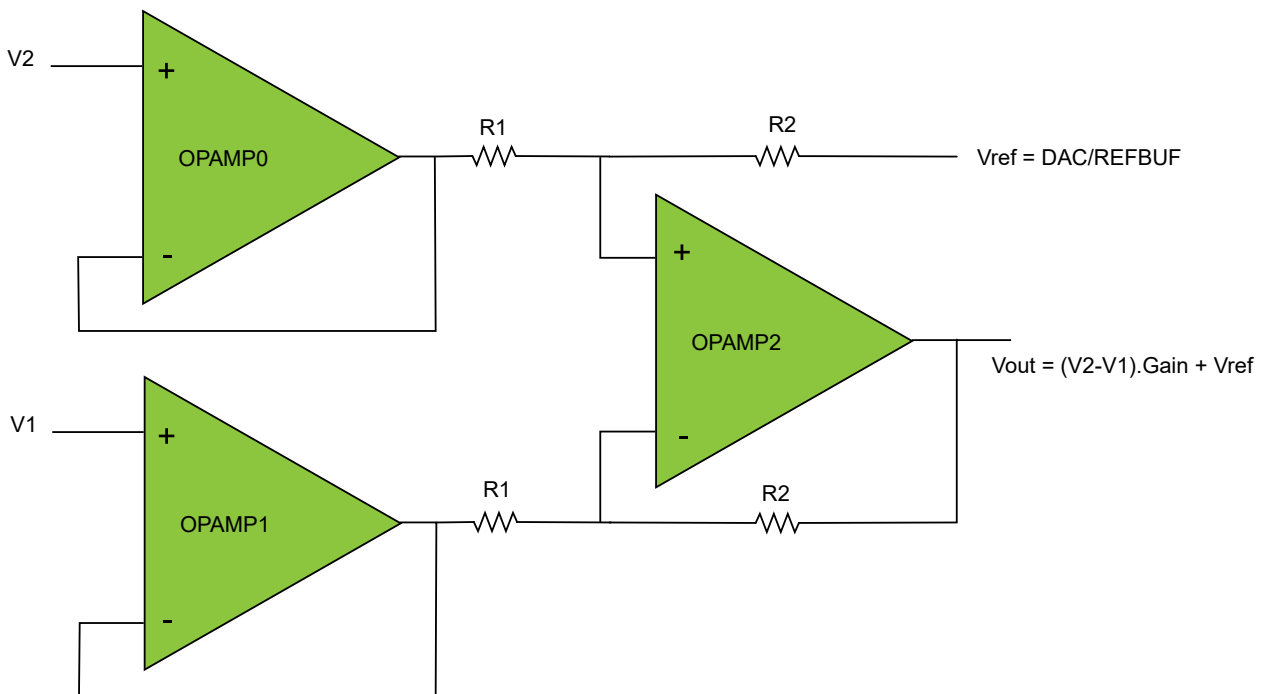 V2
+
OPAMP0
-
R1
R2
Vref = DAC/REFBUF
+
OPAMP2
-
Vout = (V2-V1).Gain + Vref
V1
+
OPAMP1
-
R1
R2